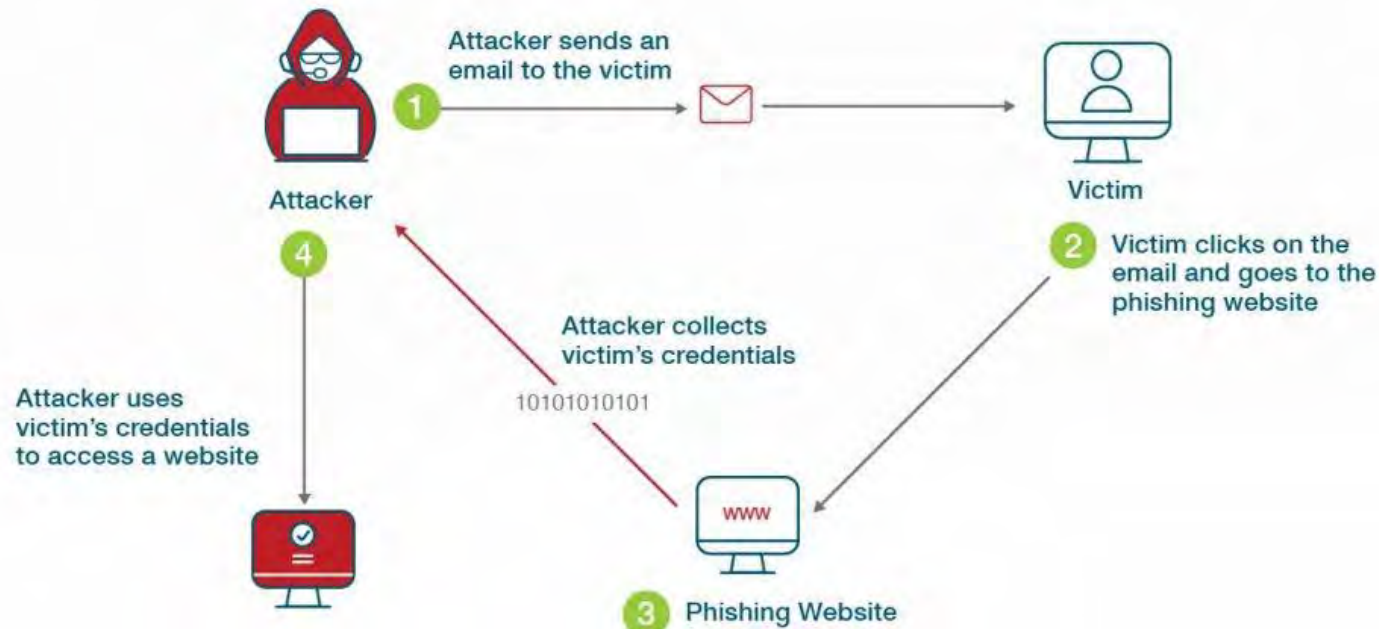 Attacker sends an
email to the victim
1
Attacker
Victim
4
2
Victim clicks on the
email and goes to the
phishing website
Attacker collects
victim's credentials
10101010101
Attacker uses
victim's credentials
to access a website
www
3
Phishing Website